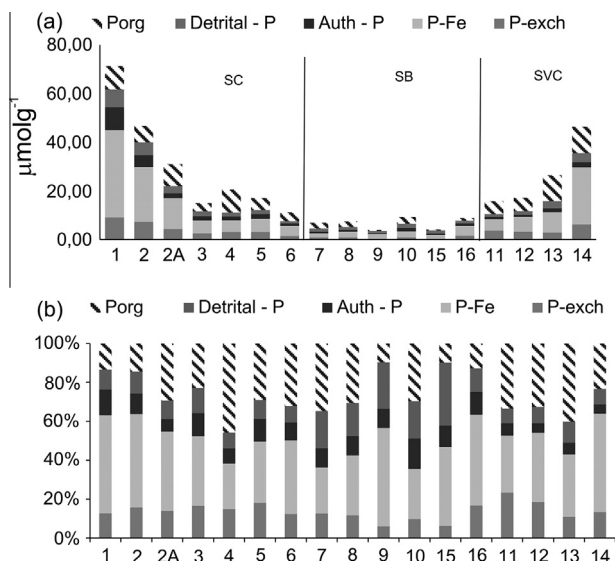 (a)
Porg Detrital - P Auth - P P-Fe P-exch
80,00
60,00
40,00
20,00
0,00
μmolg⁻¹
SC SB SVC
1 2 2A 3 4 5 6 7 8 9 10 15 16 11 12 13 14
(b)
Porg Detrital - P Auth - P P-Fe P-exch
100%
80%
60%
40%
20%
0%
1 2 2A 3 4 5 6 7 8 9 10 15 16 11 12 13 14